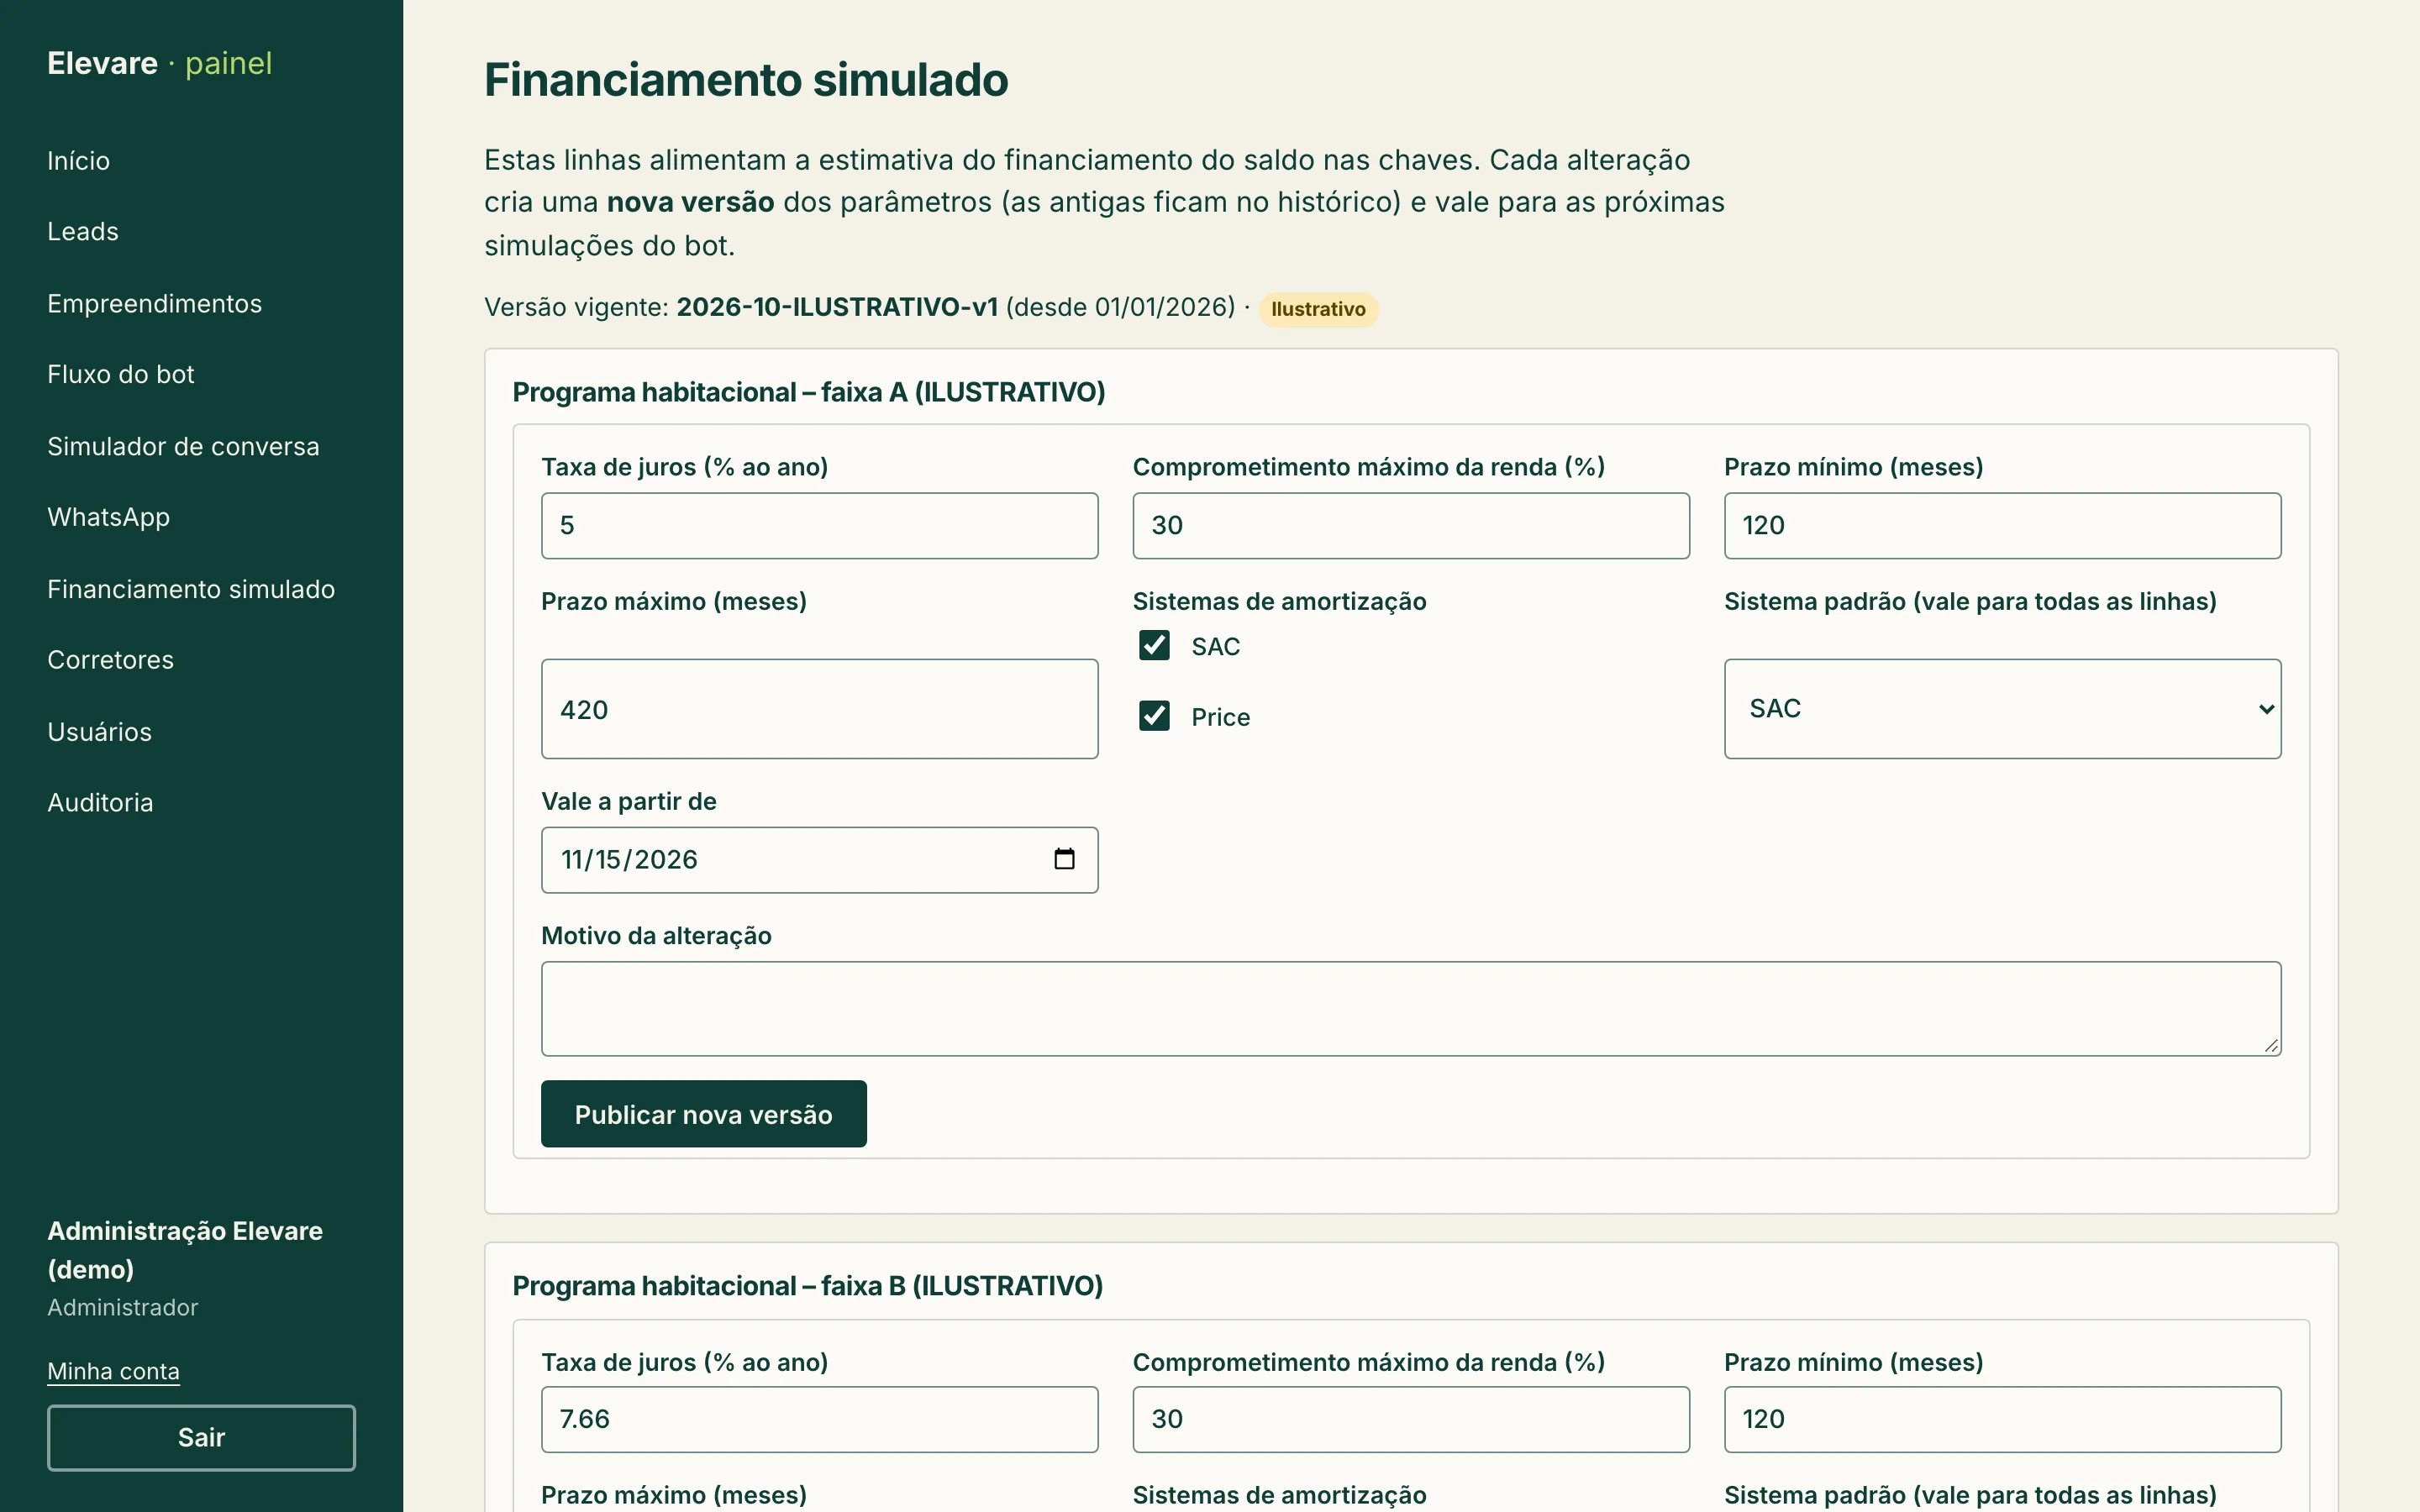 Elevare · painel
Início
Leads
Empreendimentos
Fluxo do bot
Simulador de conversa
WhatsApp
Financiamento simulado
Corretores
Usuários
Auditoria
Administração Elevare
(demo)
Administrador
Minha conta
Sair
Financiamento simulado
Estas linhas alimentam a estimativa do financiamento do saldo nas chaves. Cada alteração
cria uma nova versão dos parâmetros (as antigas ficam no histórico) e vale para as próximas
simulações do bot.
Versão vigente: 2026-10-ILUSTRATIVO-v1 (desde 01/01/2026) · Ilustrativo
Programa habitacional – faixa A (ILUSTRATIVO)
Taxa de juros (% ao ano)
5
Comprometimento máximo da renda (%)
30
Prazo mínimo (meses)
120
Prazo máximo (meses)
420
Sistemas de amortização
SAC
Price
Sistema padrão (vale para todas as linhas)
SAC
Vale a partir de
11/15/2026
Motivo da alteração
Publicar nova versão
Programa habitacional – faixa B (ILUSTRATIVO)
Taxa de juros (% ao ano)
7.66
Comprometimento máximo da renda (%)
30
Prazo mínimo (meses)
120
Prazo máximo (meses)
Sistemas de amortização
Sistema padrão (vale para todas as linhas)